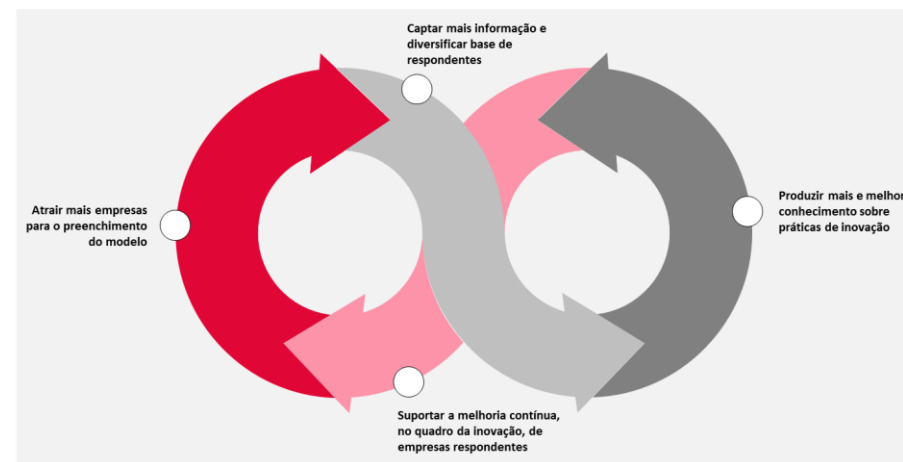 Captar mais informação e
diversificar base de
respondentes
Atrair mais empresas
para o preenchimento
do modelo
Produzir mais e melhor
conhecimento sobre
práticas de inovação
Suportar a melhoria contínua,
no quadro da inovação, de
empresas respondentes